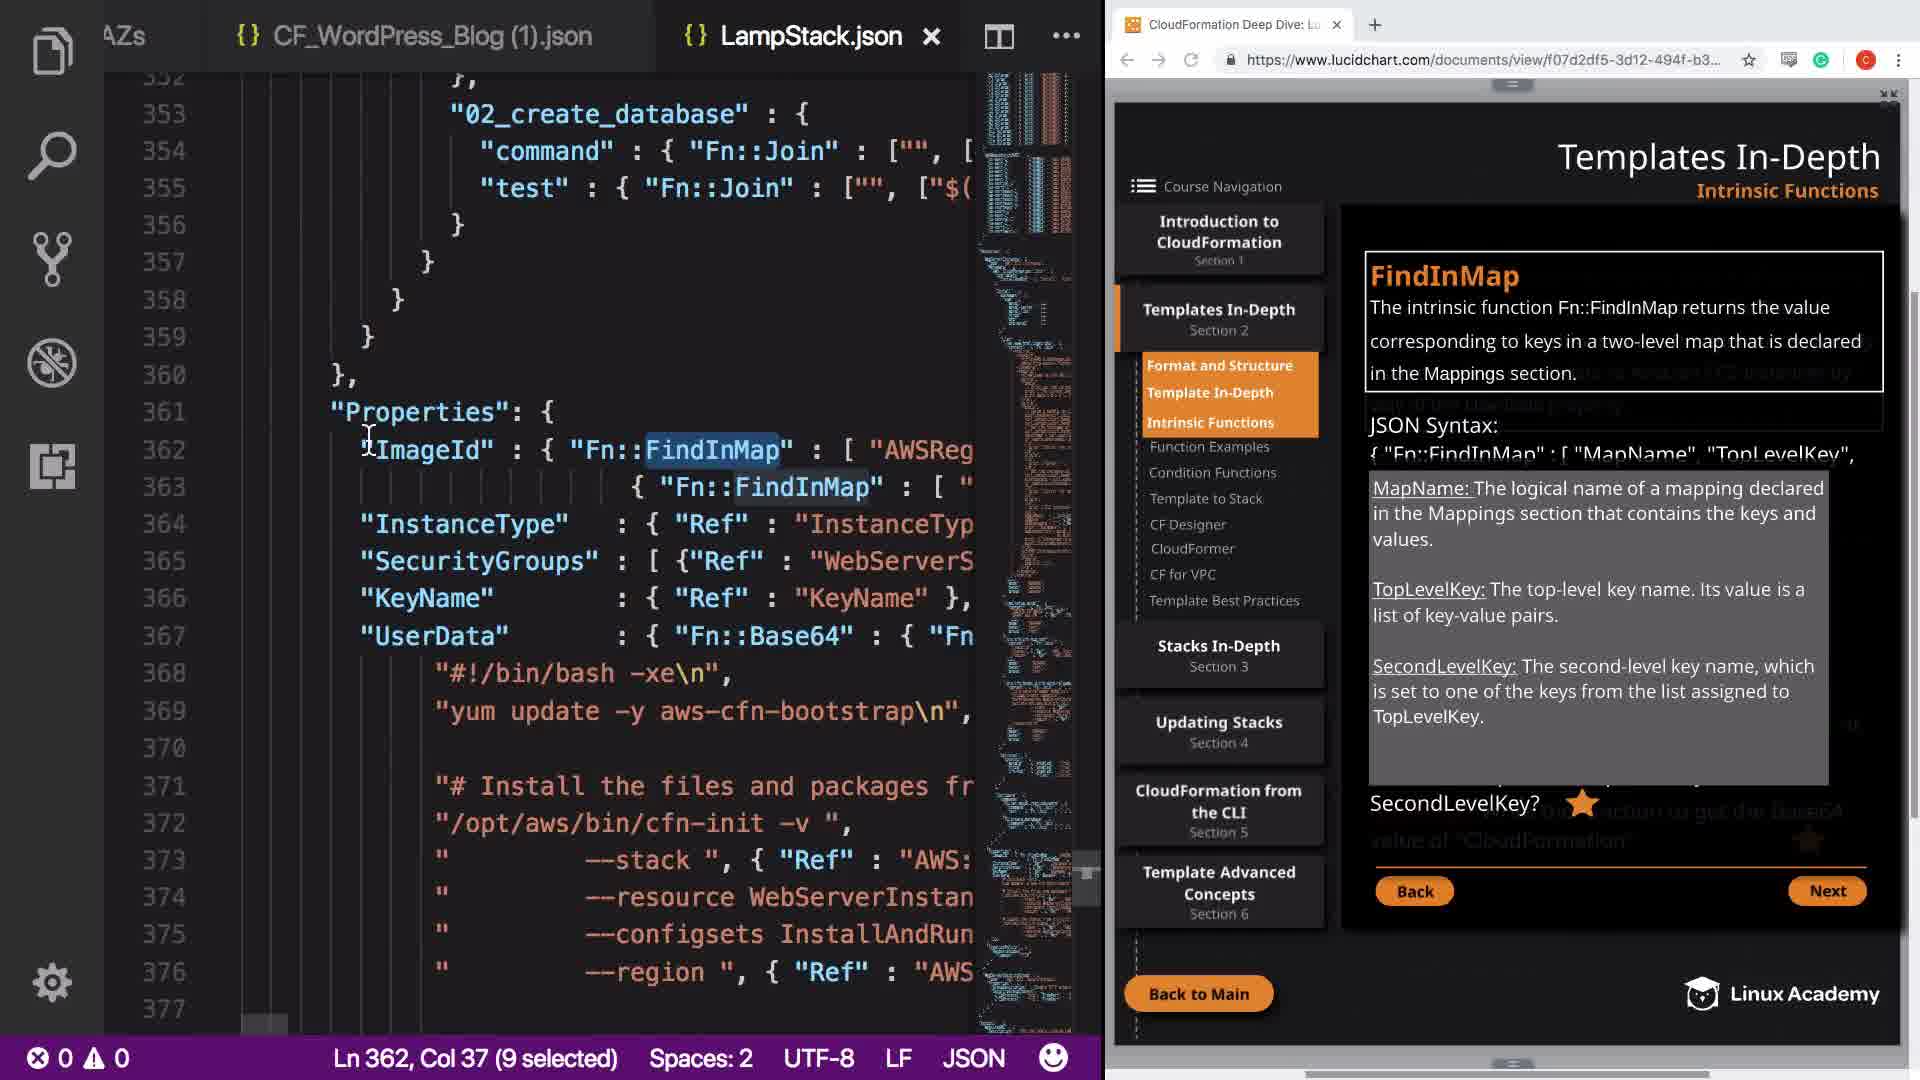 AZs
{} CF_WordPress_Blog (1).json
{} LampStack.json
352 },
353 "02_create_database" : {
354 "command" : { "Fn::Join" : ["", [
355 "test" : { "Fn::Join" : ["", ["$(
356 }
357 }
358 }
359 }
360 },
361 "Properties": {
362 "ImageId" : { "Fn::FindInMap" : [ "AWSReg
363 { "Fn::FindInMap" : [ "
364 "InstanceType" : { "Ref" : "InstanceTyp
365 "SecurityGroups" : [ {"Ref" : "WebServerS
366 "KeyName" : { "Ref" : "KeyName" },
367 "UserData" : { "Fn::Base64" : { "Fn
368 "#!/bin/bash -xe\n",
369 "yum update -y aws-cfn-bootstrap\n",
370
371 "# Install the files and packages fr
372 "/opt/aws/bin/cfn-init -v ",
373 " --stack ", { "Ref" : "AWS:
374 " --resource WebServerInstan
375 " --configsets InstallAndRun
376 " --region ", { "Ref" : "AWS
377
0 0
Ln 362, Col 37 (9 selected)
Spaces: 2
UTF-8
LF
JSON
CloudFormation Deep Dive: Lu
https://www.lucidchart.com/documents/view/f07d2df5-3d12-494f-b3...
C
Templates In-Depth
Intrinsic Functions
Course Navigation
Introduction to
CloudFormation
Section 1
Templates In-Depth
Section 2
Format and Structure
Template In-Depth
Intrinsic Functions
Function Examples
Condition Functions
Template to Stack
CF Designer
CloudFormer
CF for VPC
Template Best Practices
Stacks In-Depth
Section 3
Updating Stacks
Section 4
CloudFormation from
the CLI
Section 5
Template Advanced
Concepts
Section 6
Back to Main
FindInMap
The intrinsic function Fn::FindInMap returns the value
corresponding to keys in a two-level map that is declared
in the Mappings section.
JSON Syntax:
{ "Fn::FindInMap" : [ "MapName", "TopLevelKey",
MapName: The logical name of a mapping declared
in the Mappings section that contains the keys and
values.
TopLevelKey: The top-level key name. Its value is a
list of key-value pairs.
SecondLevelKey: The second-level key name, which
is set to one of the keys from the list assigned to
TopLevelKey.
SecondLevelKey?
value of "CloudFormation"
Back
Next
Linux Academy